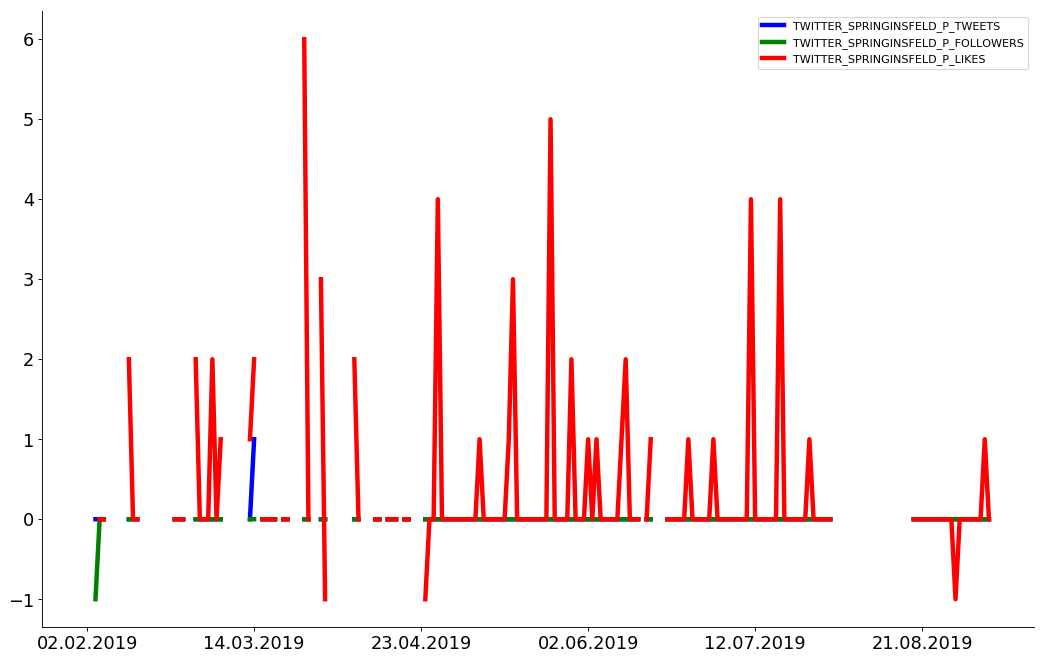 TWITTER_SPRINGINSFELD_P_TWEETS
TWITTER_SPRINGINSFELD_P_FOLLOWERS
TWITTER_SPRINGINSFELD_P_LIKES
6
5
4
3
2
1
0
−1
02.02.2019 14.03.2019 23.04.2019 02.06.2019 12.07.2019 21.08.2019